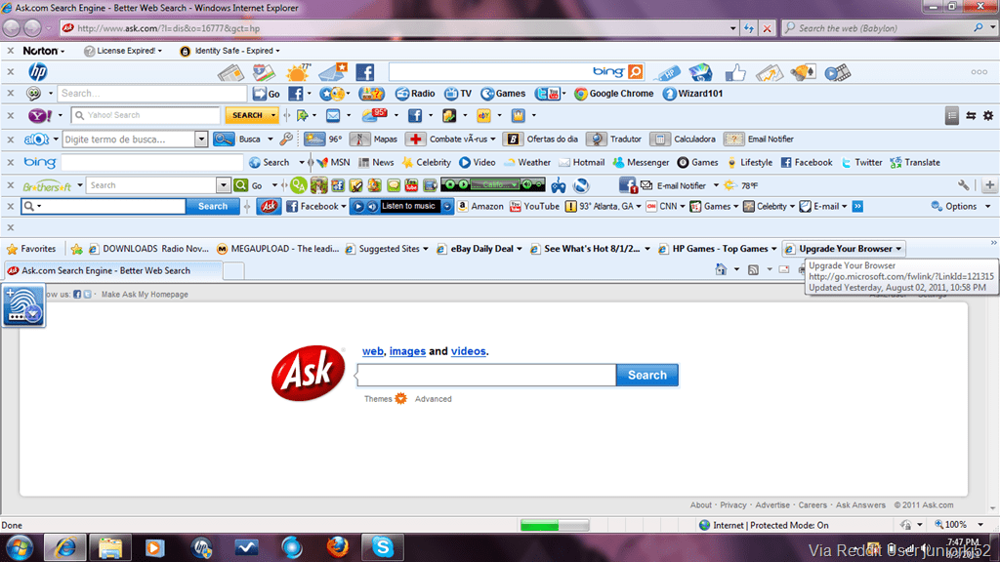 Ask.com Search Engine - Better Web Search - Windows Internet Explorer
http://www.ask.com/?l=dis&o=16777&gct=hp Search the web (Babylon)
Norton License Expired! Identity Safe - Expired
hp 77° f bing hp
Search... Go f Radio TV Games Google Chrome Wizard101
Y! Yahoo! Search SEARCH 95° f
alOt Digite termo de busca... Busca 96° Mapas Combate vÃ­rus B Ofertas do dia Tradutor Calculadora Email Notifier
bing Search MSN News Celebrity Video Weather Hotmail Messenger Games Lifestyle Facebook Twitter Translate
Brothersoft Search Go Califo... E-mail Notifier 78°F
Search Ask Facebook Listen to music Amazon YouTube 93° Atlanta, GA CNN Games Celebrity E-mail Options
Favorites DOWNLOADS Radio Nov... MEGAUPLOAD - The leadi... Suggested Sites eBay Daily Deal See What's Hot 8/1/2... HP Games - Top Games Upgrade Your Browser
Ask.com Search Engine - Better Web Search
Upgrade Your Browser
http://go.microsoft.com/fwlink/?LinkId=121315
Updated Yesterday, August 02, 2011, 10:58 PM
ow us: Make Ask My Homepage
web, images and videos.
Ask Search
Themes Advanced
About · Privacy · Advertise · Careers · Ask Answers © 2011 Ask.com
Done Internet | Protected Mode: On 100%
7:47 PM
Via Reddit User juniorki52